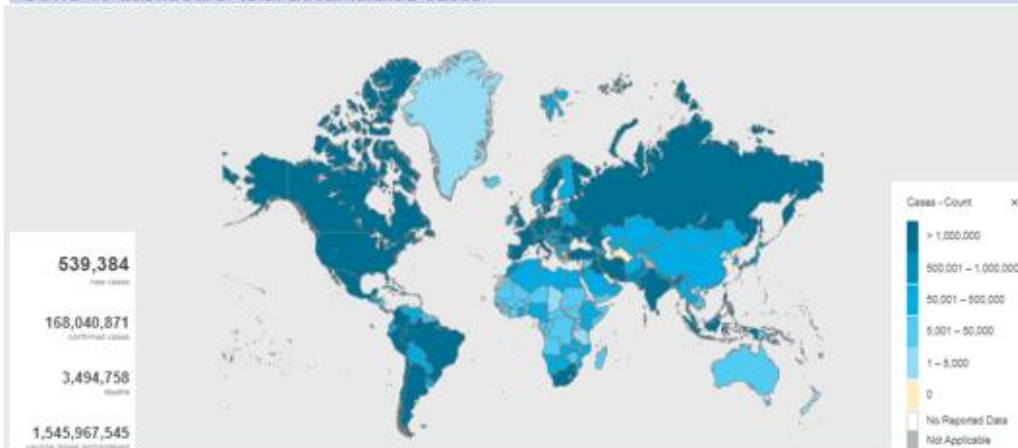 539,384
new cases
168,040,871
confirmed cases
3,494,758
deaths
1,545,967,545
Cases - Count ×
> 1,000,000
500,001 – 1,000,000
50,001 – 500,000
5,001 – 50,000
1 – 5,000
0
No Reported Data
Not Applicable